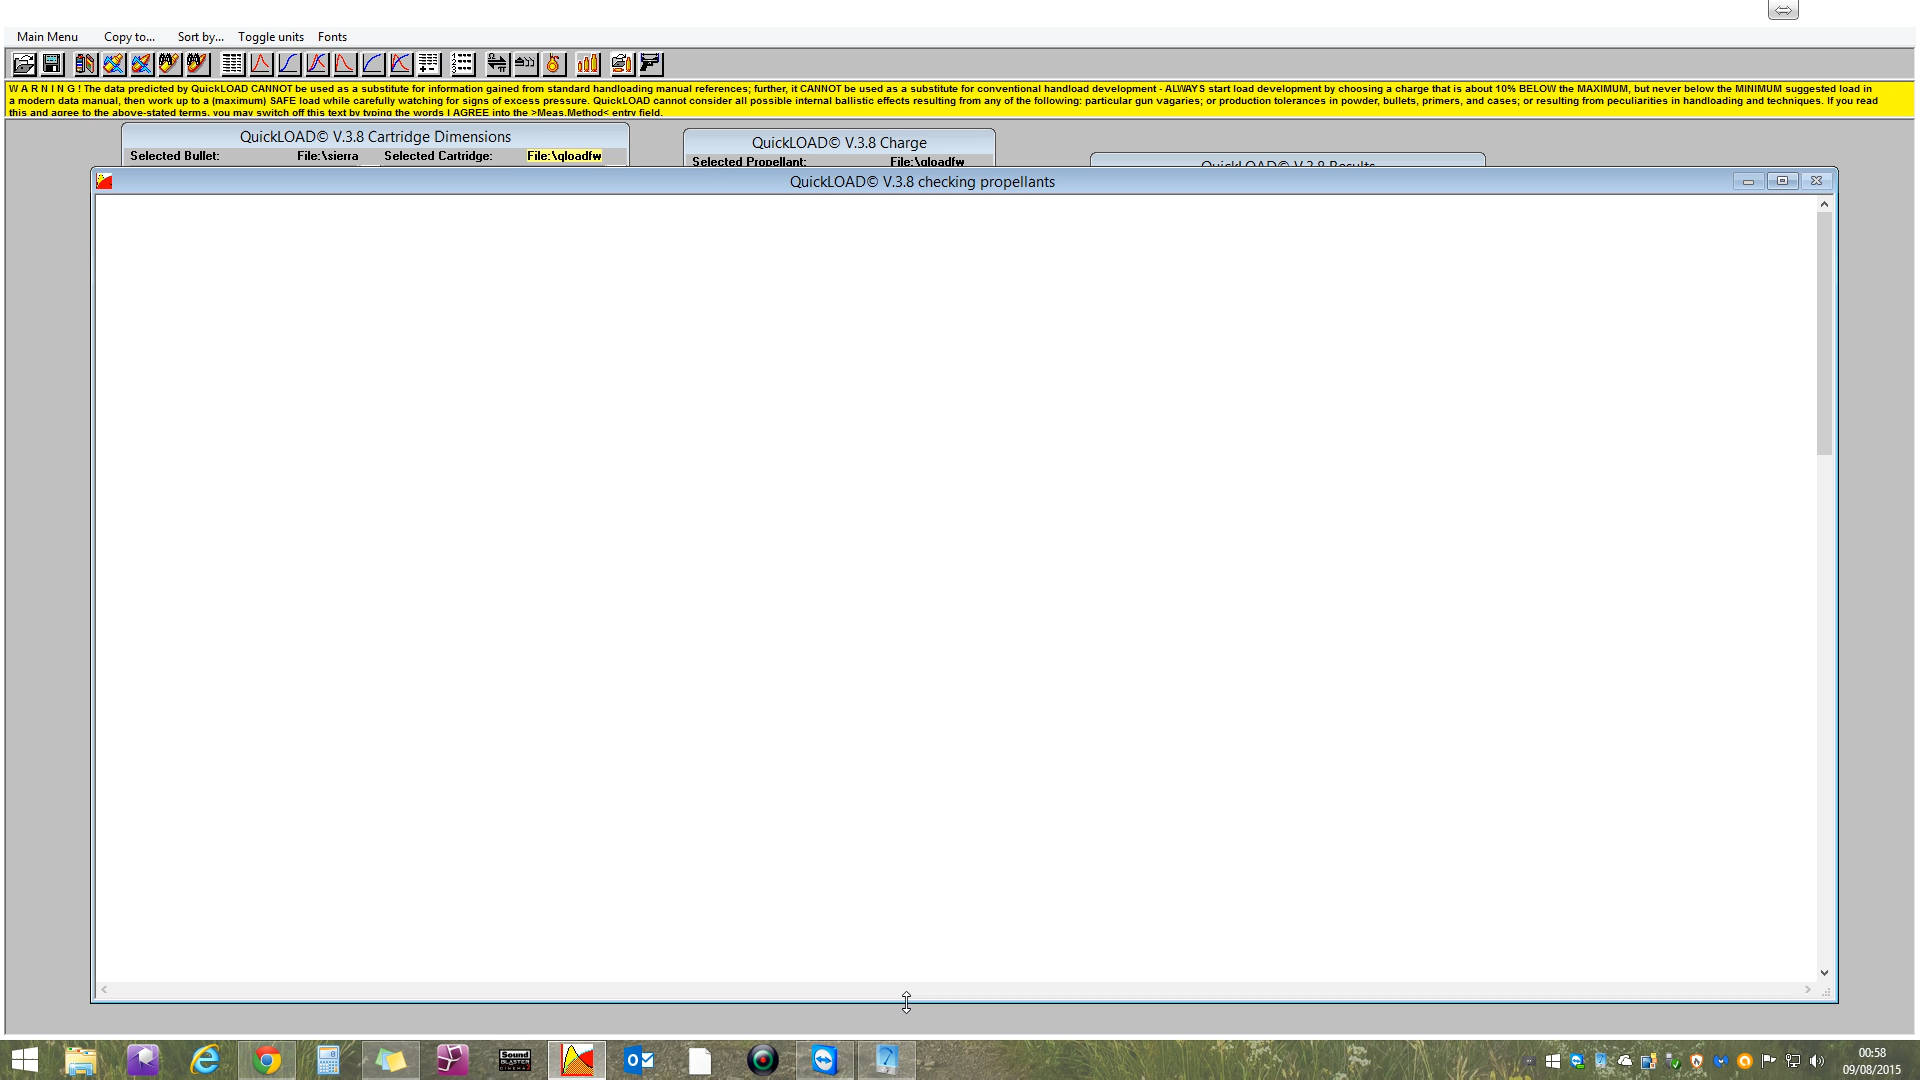 Main Menu Copy to... Sort by... Toggle units Fonts
W A R N I N G ! The data predicted by QuickLOAD CANNOT be used as a substitute for information gained from standard handloading manual references; further, it CANNOT be used as a substitute for conventional handload development - ALWAYS start load development by choosing a charge that is about 10% BELOW the MAXIMUM, but never below the MINIMUM suggested load in
a modern data manual, then work up to a (maximum) SAFE load while carefully watching for signs of excess pressure. QuickLOAD cannot consider all possible internal ballistic effects resulting from any of the following: particular gun vagaries; or production tolerances in powder, bullets, primers, and cases; or resulting from peculiarities in handloading and techniques. If you read
this and agree to the above-stated terms, you may switch off this text by typing the words I AGREE into the >Meas.Method< entry field.
QuickLOAD© V.3.8 Cartridge Dimensions
Selected Bullet: File:\sierra Selected Cartridge: File:\qloadfw
QuickLOAD© V.3.8 Charge
Selected Propellant: File:\qloadfw
QuickLOAD© V.3.8 Results
QuickLOAD© V.3.8 checking propellants
Sound
BLASTER
CINEMA 2
00:58
09/08/2015